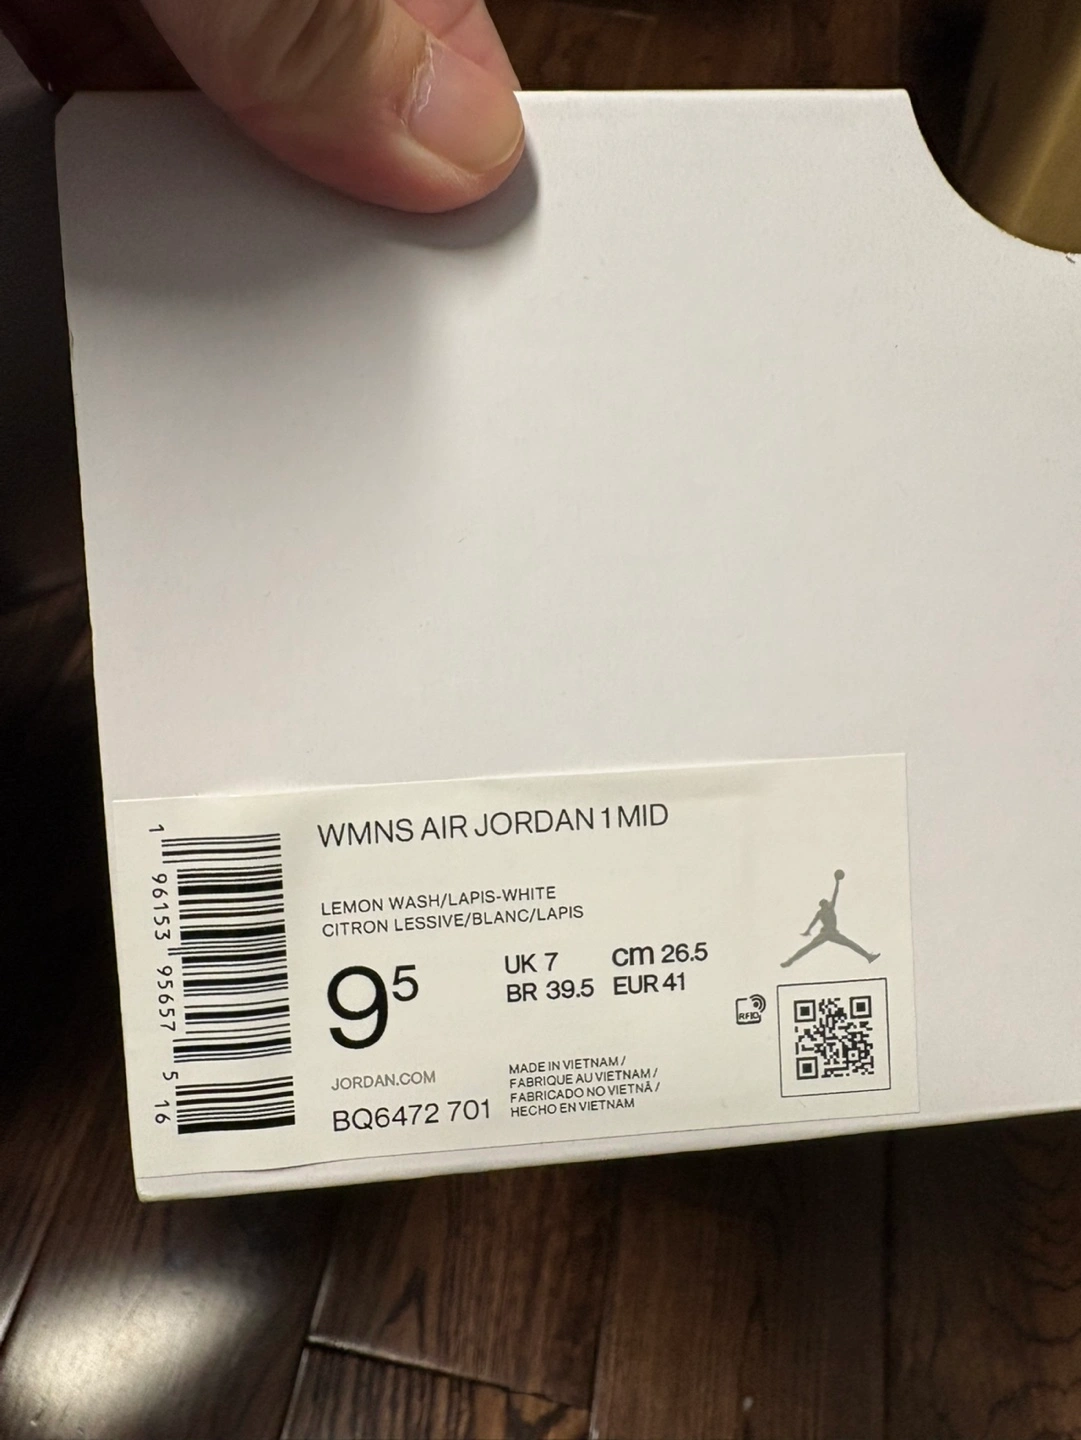 WMNS AIR JORDAN 1 MID
LEMON WASH/LAPIS-WHITE
CITRON LESSIVE/BLANC/LAPIS
9⁵
UK 7 cm 26.5
BR 39.5 EUR 41
RFID
JORDAN.COM
BQ6472 701
MADE IN VIETNAM /
FABRIQUE AU VIETNAM /
FABRICADO NO VIETNÃ /
HECHO EN VIETNAM
1 96153 95657 5 16